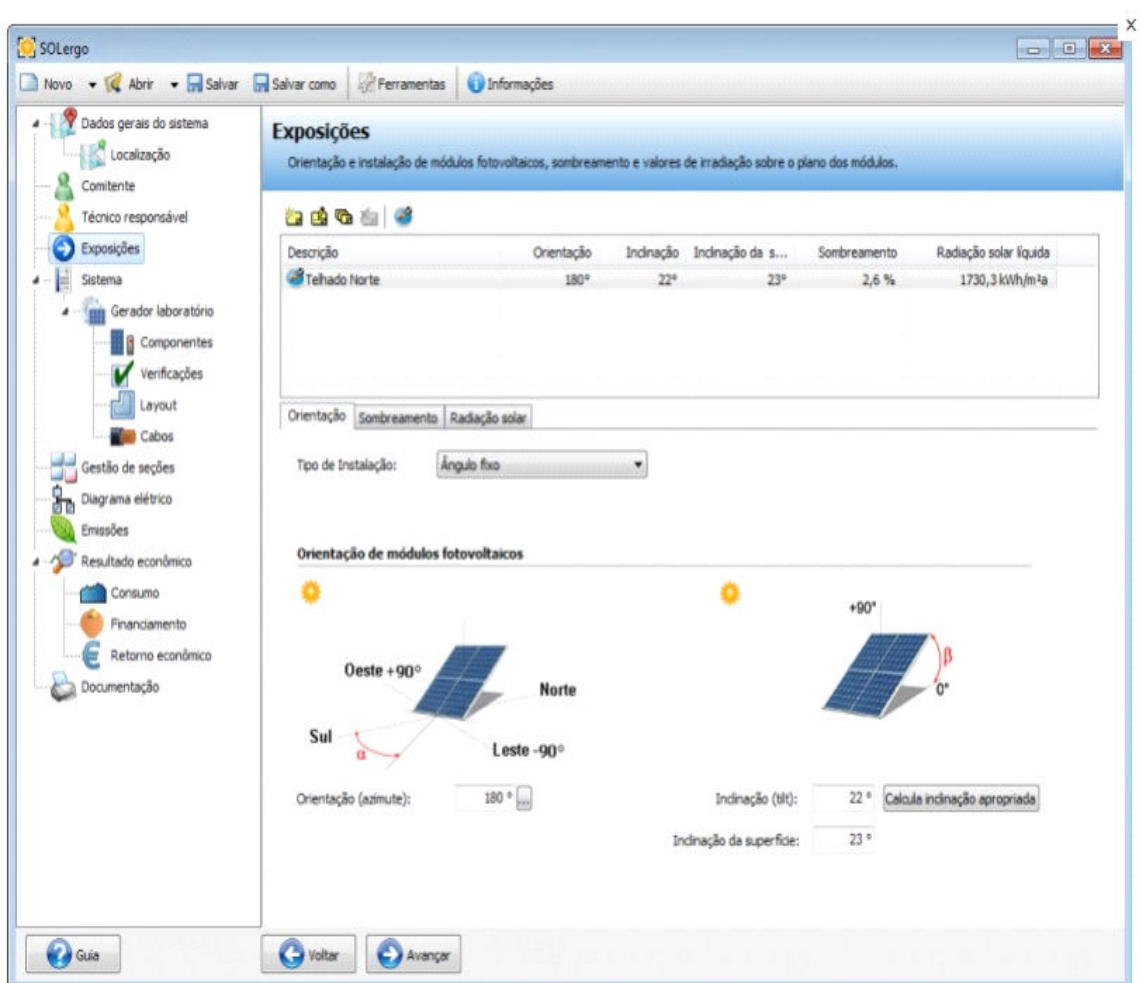 X
SOLergo
Novo Abrir Salvar Salvar como Ferramentas Informações
Dados gerais do sistema
Localização
Comitente
Técnico responsável
Exposições
Sistema
Gerador laboratório
Componentes
Verificações
Layout
Cabos
Gestão de seções
Diagrama elétrico
Emissões
Resultado econômico
Consumo
Financiamento
Retorno econômico
Documentação
Exposições
Orientação e instalação de módulos fotovoltaicos, sombreamento e valores de irradiação sobre o plano dos módulos.
Descrição Orientação Inclinação Inclinação da s... Sombreamento Radiação solar líquida
Telhado Norte 180° 22° 23° 2,6 % 1730,3 kWh/m²a
Orientação Sombreamento Radiação solar
Tipo de Instalação: Ângulo fixo
Orientação de módulos fotovoltaicos
Oeste +90°
Norte
Sul
α
Leste -90°
+90°
β
0°
Orientação (azimute): 180 ° ...
Inclinação (tilt): 22 ° Calcula inclinação apropriada
Inclinação da superfície: 23 °
Guia Voltar Avançar